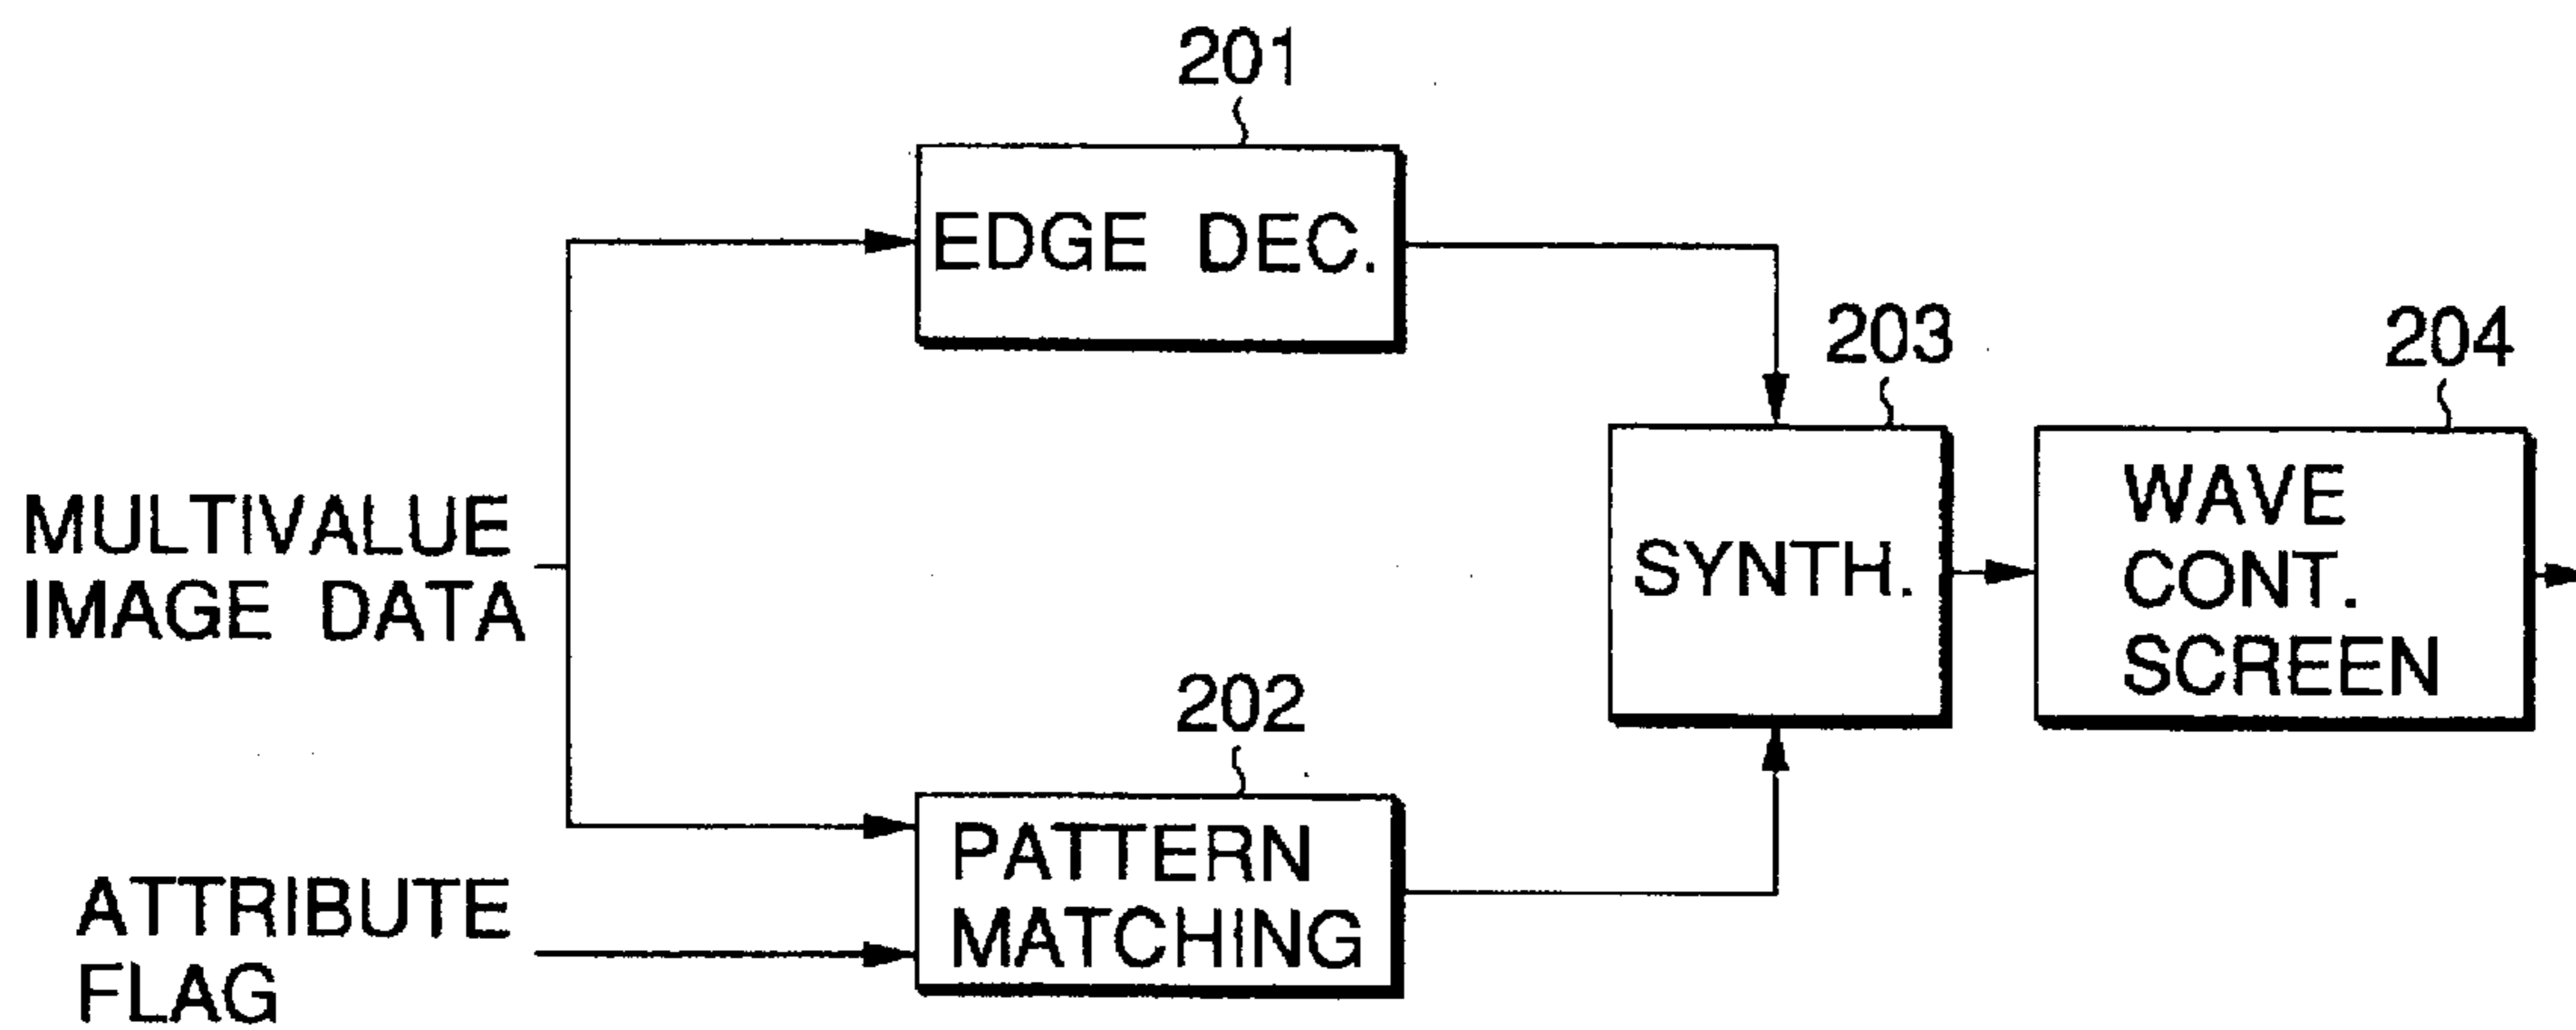 201
EDGE DEC.
203
204
MULTIVALUE
IMAGE DATA
SYNTH.
WAVE
CONT.
SCREEN
202
PATTERN
MATCHING
ATTRIBUTE
FLAG